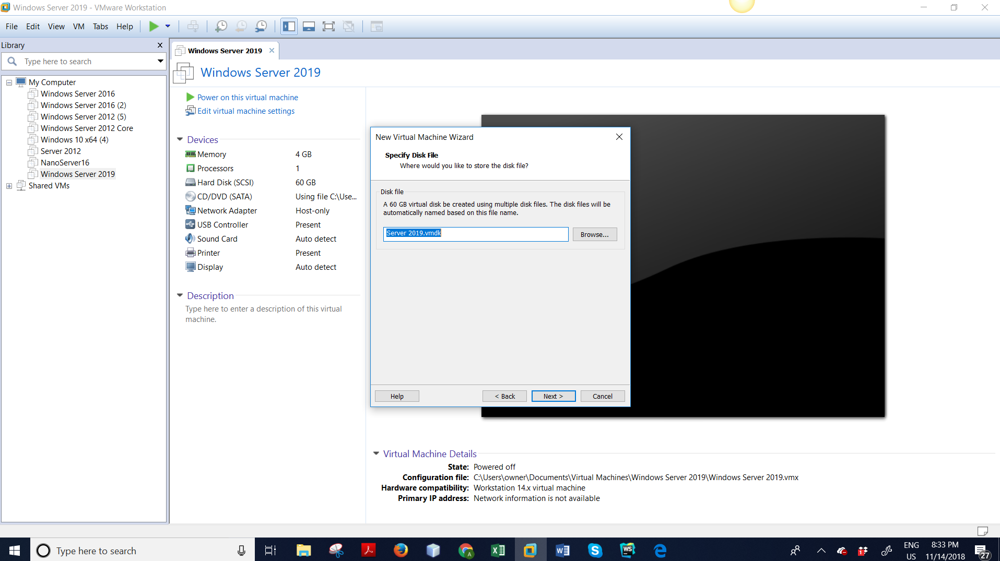 Windows Server 2019 - VMware Workstation
File Edit View VM Tabs Help
Library
Type here to search
My Computer
Windows Server 2016
Windows Server 2016 (2)
Windows Server 2012 (5)
Windows Server 2012 Core
Windows 10 x64 (4)
Server 2012
NanoServer16
Windows Server 2019
Shared VMs
Windows Server 2019
Windows Server 2019
Power on this virtual machine
Edit virtual machine settings
Devices
Memory 4 GB
Processors 1
Hard Disk (SCSI) 60 GB
CD/DVD (SATA) Using file C:\Use...
Network Adapter Host-only
USB Controller Present
Sound Card Auto detect
Printer Present
Display Auto detect
Description
Type here to enter a description of this virtual
machine.
New Virtual Machine Wizard
Specify Disk File
Where would you like to store the disk file?
Disk file
A 60 GB virtual disk be created using multiple disk files. The disk files will be
automatically named based on this file name.
Server 2019.vmdk
Browse...
Help < Back Next > Cancel
Virtual Machine Details
State: Powered off
Configuration file: C:\Users\owner\Documents\Virtual Machines\Windows Server 2019\Windows Server 2019.vmx
Hardware compatibility: Workstation 14.x virtual machine
Primary IP address: Network information is not available
Type here to search
WS
ENG
US
8:33 PM
11/14/2018
27